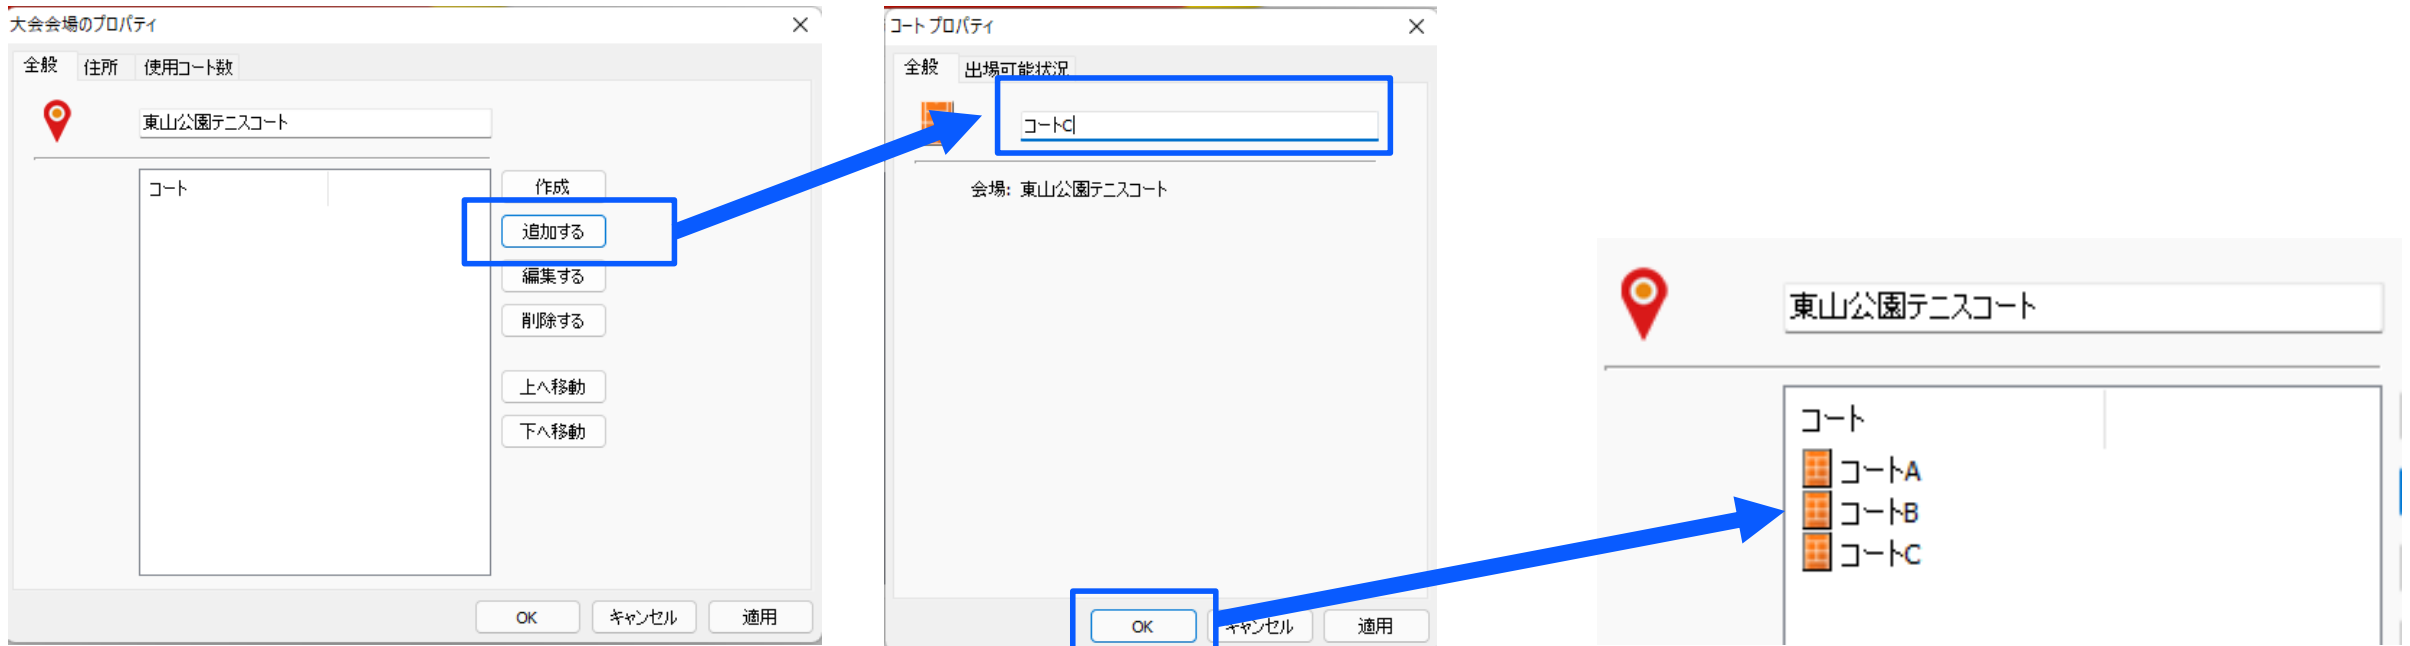 大会会場のプロパティ
全般 住所 使用コート数
東山公園テニスコート
コート
作成
追加する
編集する
削除する
上へ移動
下へ移動
OK キャンセル 適用
コート プロパティ
全般 出場可能状況
コートC
会場: 東山公園テニスコート
OK キャンセル 適用
東山公園テニスコート
コート
コートA
コートB
コートC